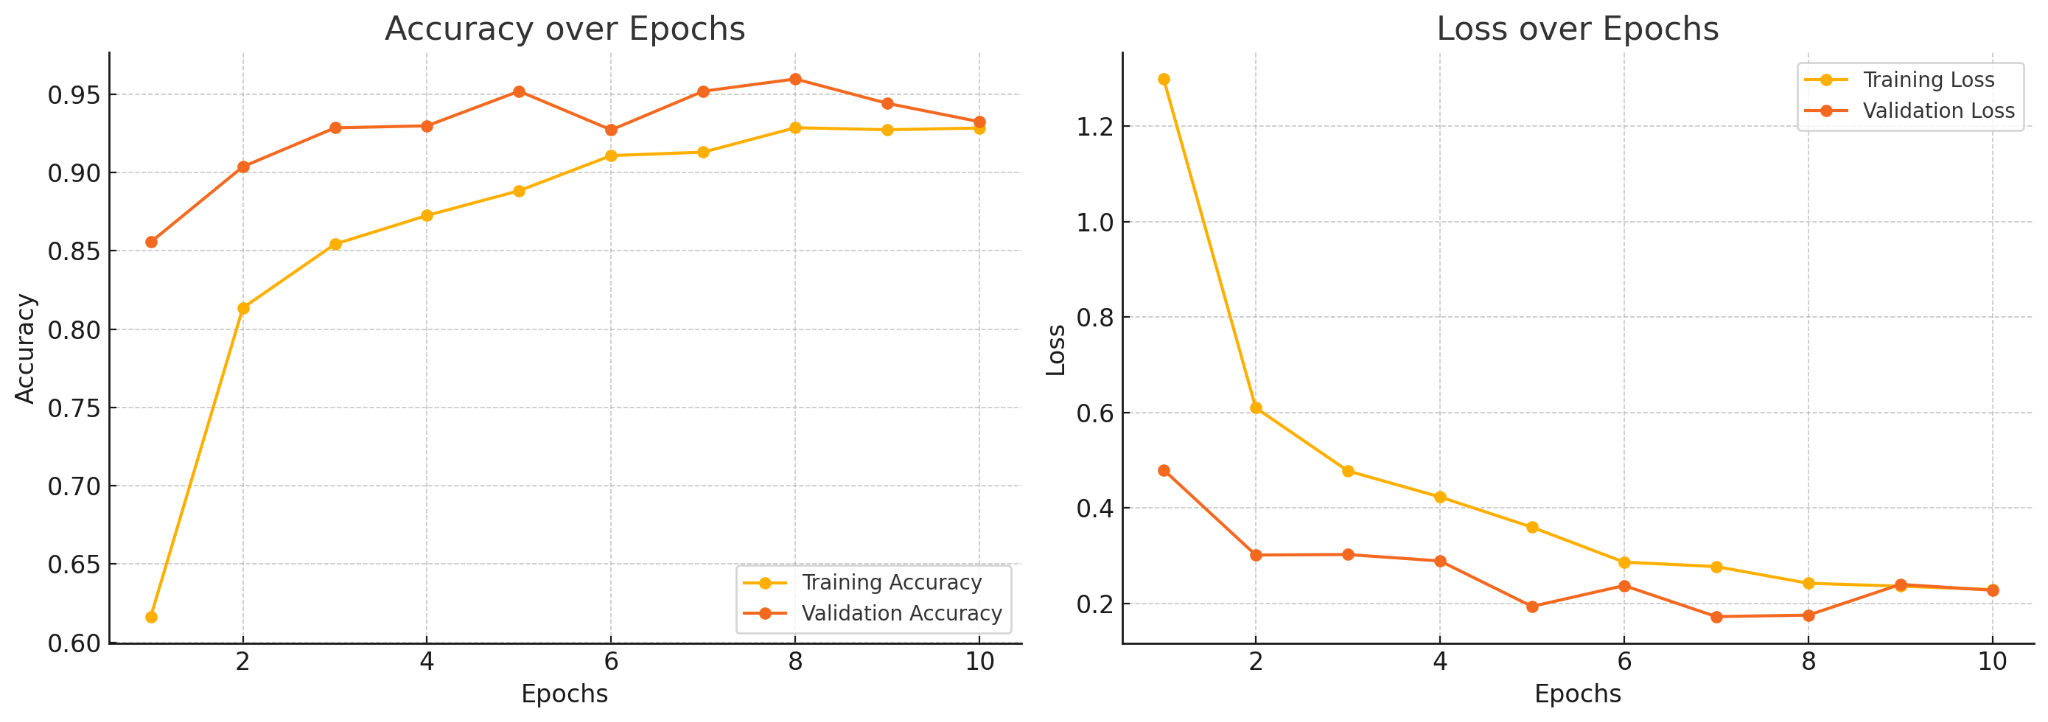 Accuracy over Epochs
0.95
0.90
0.85
0.80
0.75
0.70
0.65
0.60
Accuracy
2 4 6 8 10
Epochs
Training Accuracy
Validation Accuracy
Loss over Epochs
1.2
1.0
0.8
0.6
0.4
0.2
Loss
2 4 6 8 10
Epochs
Training Loss
Validation Loss